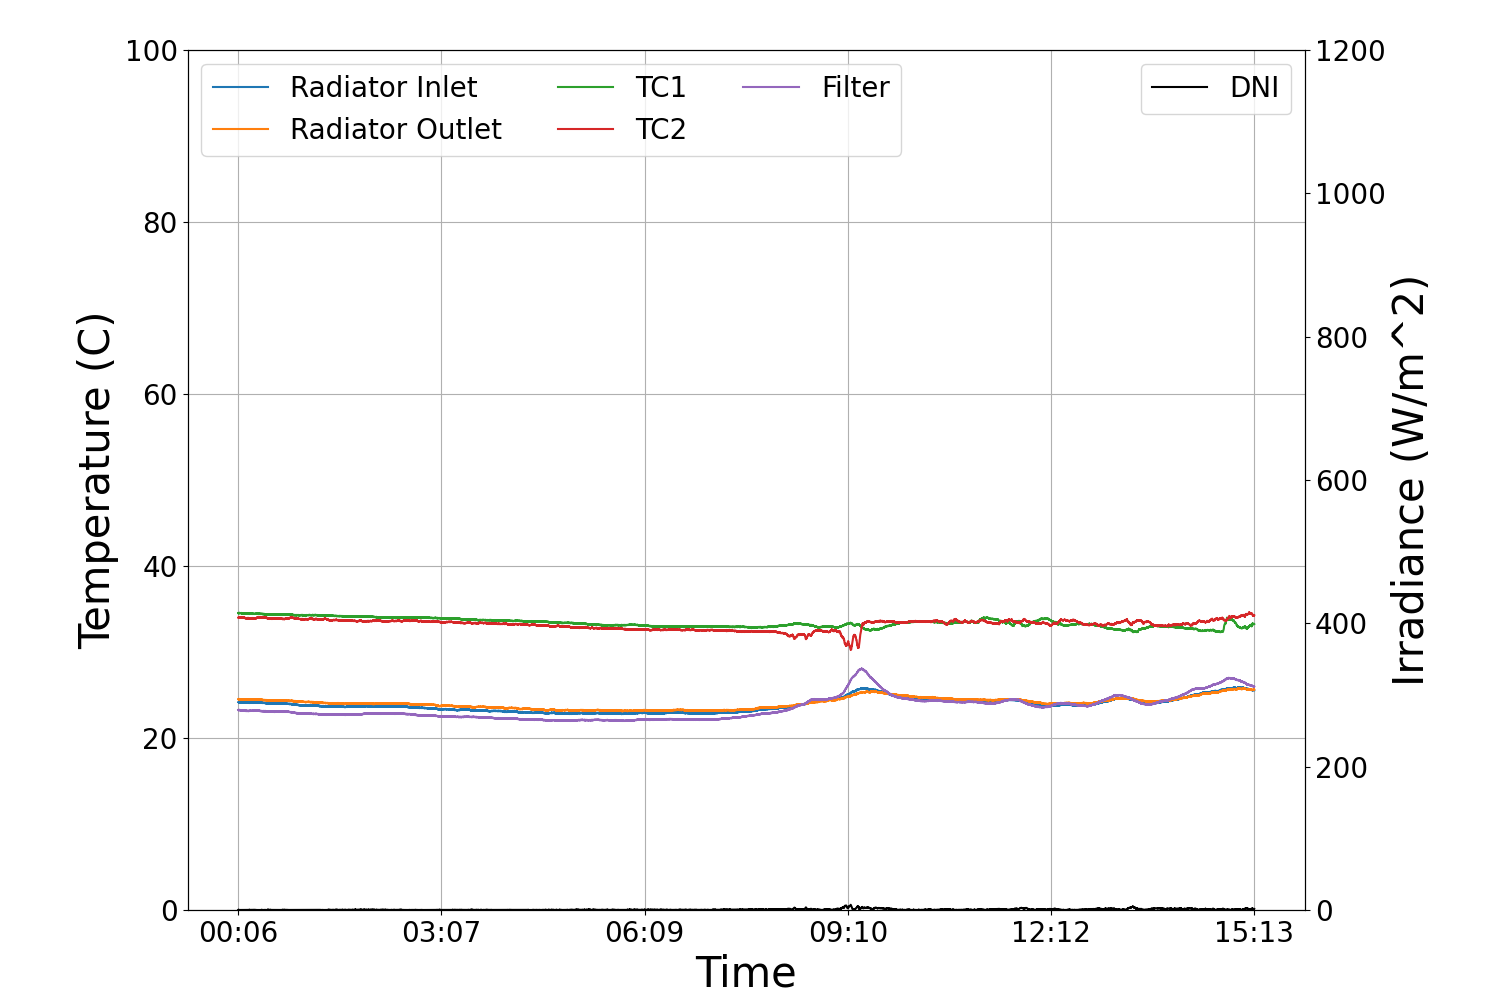 Radiator Inlet
Radiator Outlet
TC1
TC2
Filter
DNI
100
80
60
40
20
0
Temperature (C)
1200
1000
800
600
400
200
0
Irradiance (W/m^2)
00:06 03:07 06:09 09:10 12:12 15:13
Time